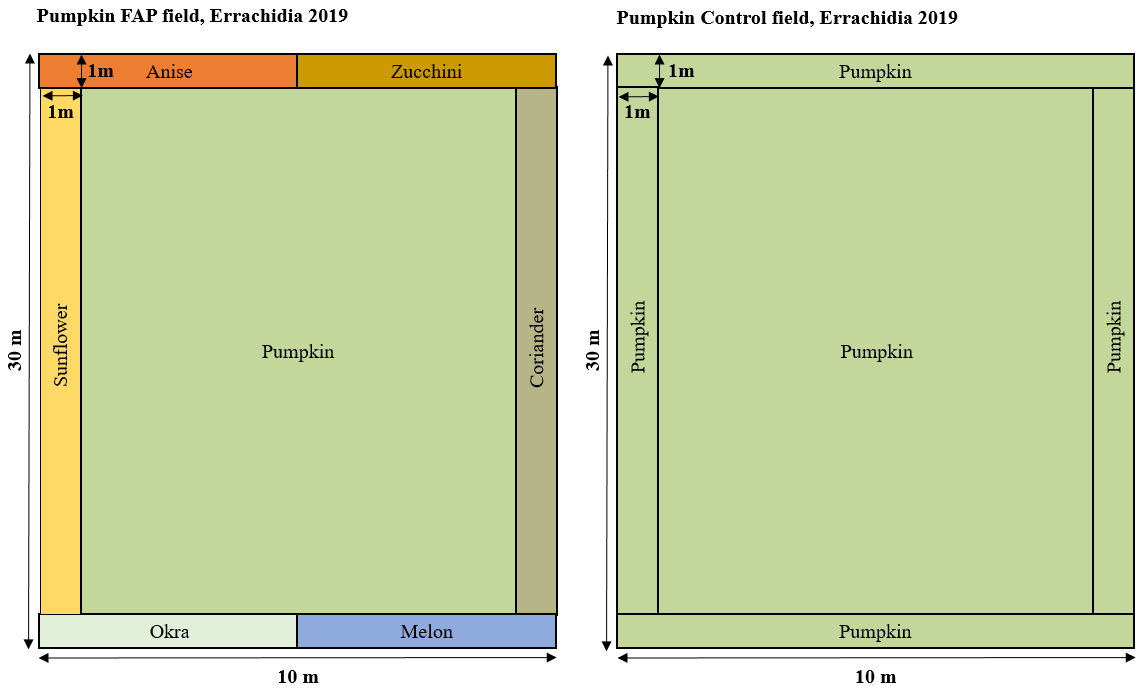 Pumpkin FAP field, Errachidia 2019
1m
Anise
Zucchini
1m
30 m
Sunflower
Pumpkin
Coriander
Okra
Melon
10 m
Pumpkin Control field, Errachidia 2019
1m
Pumpkin
1m
30 m
Pumpkin
Pumpkin
Pumpkin
Pumpkin
10 m